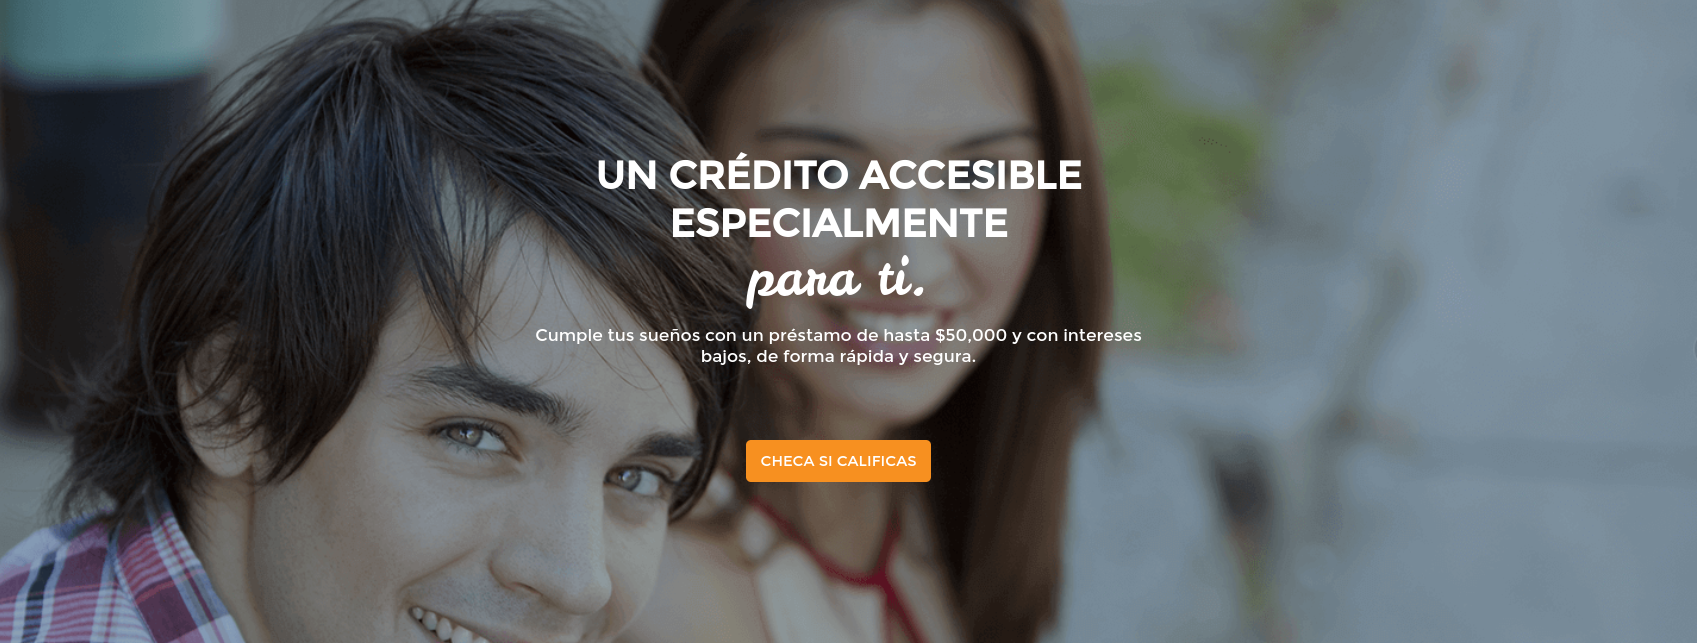 UN CRÉDITO ACCESIBLE
ESPECIALMENTE
para ti.
Cumple tus sueños con un préstamo de hasta $50,000 y con intereses
bajos, de forma rápida y segura.
CHECA SI CALIFICAS